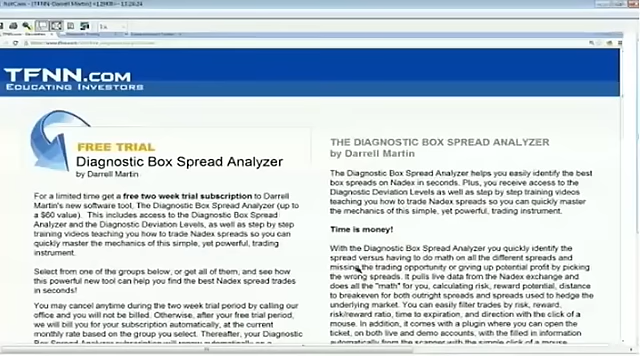 TFNN.COM
EDUCATING INVESTORS
FREE TRIAL
Diagnostic Box Spread Analyzer
by Darrell Martin
For a limited time get a free two week trial subscription to Darrell
Martin's new software tool, The Diagnostic Box Spread Analyzer (up to
a $60 value). This includes access to the Diagnostic Box Spread
Analyzer and the Diagnostic Deviation Levels, as well as step by step
training videos teaching you how to trade Nadex spreads so you can
quickly master the mechanics of this simple, yet powerful, trading
instrument.
Select from one of the groups below, or get all of them, and see how
this powerful new tool can help you find the best Nadex spread trades
in seconds!
You may cancel anytime during the two week trial period by calling our
office and you will not be billed. Otherwise, after your free trial period,
we will bill you for your subscription automatically, at the current
monthly rate based on the group you select. Thereafter, your Diagnostic
THE DIAGNOSTIC BOX SPREAD ANALYZER
by Darrell Martin
The Diagnostic Box Spread Analyzer helps you easily identify the best
box spreads on Nadex in seconds. Plus, you receive access to the
Diagnostic Deviation Levels as well as step by step training videos
teaching you how to trade Nadex spreads so you can quickly master
the mechanics of this simple, yet powerful, trading instrument.
Time is money!
With the Diagnostic Box Spread Analyzer you quickly identify the
spread versus having to do math on all the different spreads and
missing the trading opportunity or giving up potential profit by picking
the wrong spreads. It pulls live data from the Nadex exchange and
does all the "math" for you, calculating risk, reward potential, distance
to breakeven for both outright spreads and spreads used to hedge the
underlying market. You can easily filter trades by risk, reward,
risk/reward ratio, time to expiration, and direction with the click of a
mouse. In addition, it comes with a plugin where you can open the
ticket, on both live and demo accounts, with the filled in information
automatically from the scanner with the simple click of a mouse.